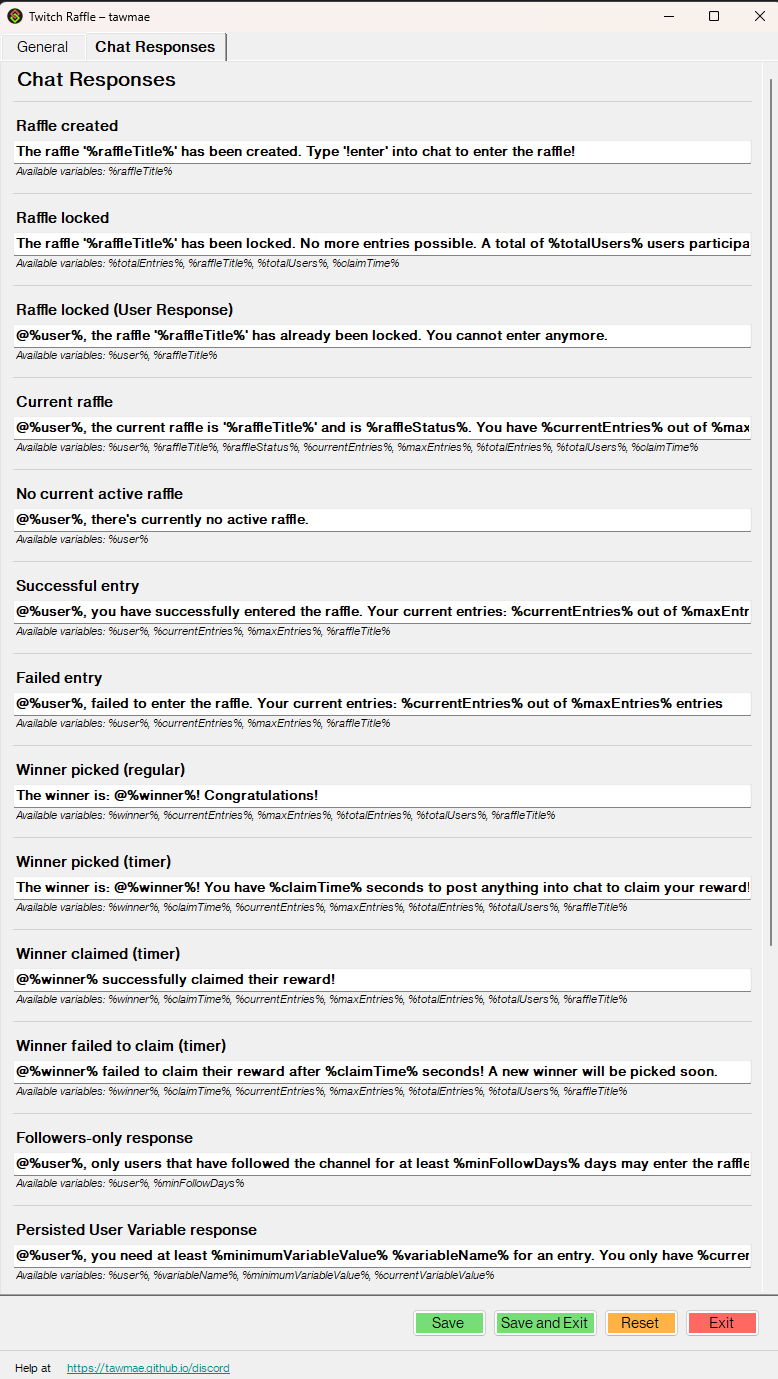 Twitch Raffle – tawmae
General
Chat Responses
Chat Responses
Raffle created
The raffle '%raffleTitle%' has been created. Type '!enter' into chat to enter the raffle!
Available variables: %raffleTitle%
Raffle locked
The raffle '%raffleTitle%' has been locked. No more entries possible. A total of %totalUsers% users participa
Available variables: %totalEntries%, %raffleTitle%, %totalUsers%, %claimTime%
Raffle locked (User Response)
@%user%, the raffle '%raffleTitle%' has already been locked. You cannot enter anymore.
Available variables: %user%, %raffleTitle%
Current raffle
@%user%, the current raffle is '%raffleTitle%' and is %raffleStatus%. You have %currentEntries% out of %max
Available variables: %user%, %raffleTitle%, %raffleStatus%, %currentEntries%, %maxEntries%, %totalEntries%, %totalUsers%, %claimTime%
No current active raffle
@%user%, there's currently no active raffle.
Available variables: %user%
Successful entry
@%user%, you have successfully entered the raffle. Your current entries: %currentEntries% out of %maxEntr
Available variables: %user%, %currentEntries%, %maxEntries%, %raffleTitle%
Failed entry
@%user%, failed to enter the raffle. Your current entries: %currentEntries% out of %maxEntries% entries
Available variables: %user%, %currentEntries%, %maxEntries%, %raffleTitle%
Winner picked (regular)
The winner is: @%winner%! Congratulations!
Available variables: %winner%, %currentEntries%, %maxEntries%, %totalEntries%, %totalUsers%, %raffleTitle%
Winner picked (timer)
The winner is: @%winner%! You have %claimTime% seconds to post anything into chat to claim your reward!
Available variables: %winner%, %claimTime%, %currentEntries%, %maxEntries%, %totalEntries%, %totalUsers%, %raffleTitle%
Winner claimed (timer)
@%winner% successfully claimed their reward!
Available variables: %winner%, %claimTime%, %currentEntries%, %maxEntries%, %totalEntries%, %totalUsers%, %raffleTitle%
Winner failed to claim (timer)
@%winner% failed to claim their reward after %claimTime% seconds! A new winner will be picked soon.
Available variables: %winner%, %claimTime%, %currentEntries%, %maxEntries%, %totalEntries%, %totalUsers%, %raffleTitle%
Followers-only response
@%user%, only users that have followed the channel for at least %minFollowDays% days may enter the raffle
Available variables: %user%, %minFollowDays%
Persisted User Variable response
@%user%, you need at least %minimumVariableValue% %variableName% for an entry. You only have %curren
Available variables: %user%, %variableName%, %minimumVariableValue%, %currentVariableValue%
Save
Save and Exit
Reset
Exit
Help at https://tawmae.github.io/discord